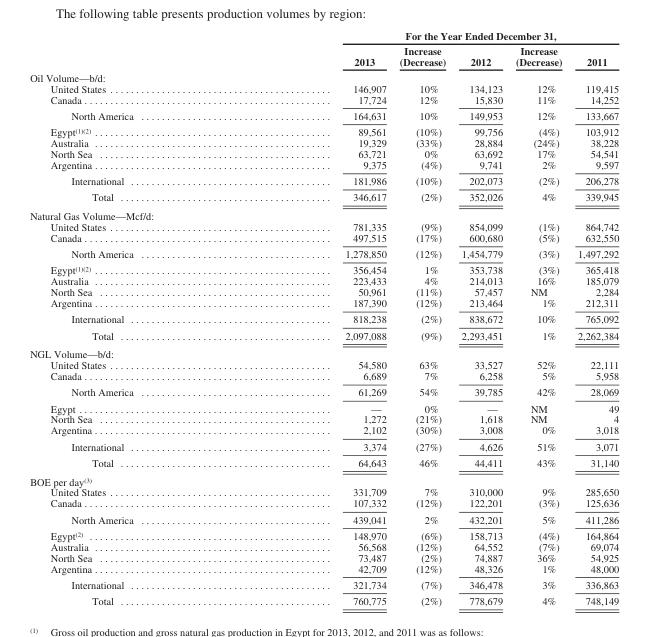 The following table presents production volumes by region:
For the Year Ended December 31,
Increase Increase
2013 (Decrease) 2012 (Decrease) 2011
Oil Volume—b/d:
United States 146,907 10% 134,123 12% 119,415
Canada 17,724 12% 15,830 11% 14,252
North America 164,631 10% 149,953 12% 133,667
Egypt(1)(2) 89,561 (10%) 99,756 (4%) 103,912
Australia 19,329 (33%) 28,884 (24%) 38,228
North Sea 63,721 0% 63,692 17% 54,541
Argentina 9,375 (4%) 9,741 2% 9,597
International 181,986 (10%) 202,073 (2%) 206,278
Total 346,617 (2%) 352,026 4% 339,945
Natural Gas Volume—Mcf/d:
United States 781,335 (9%) 854,099 (1%) 864,742
Canada 497,515 (17%) 600,680 (5%) 632,550
North America 1,278,850 (12%) 1,454,779 (3%) 1,497,292
Egypt(1)(2) 356,454 1% 353,738 (3%) 365,418
Australia 223,433 4% 214,013 16% 185,079
North Sea 50,961 (11%) 57,457 NM 2,284
Argentina 187,390 (12%) 213,464 1% 212,311
International 818,238 (2%) 838,672 10% 765,092
Total 2,097,088 (9%) 2,293,451 1% 2,262,384
NGL Volume—b/d:
United States 54,580 63% 33,527 52% 22,111
Canada 6,689 7% 6,258 5% 5,958
North America 61,269 54% 39,785 42% 28,069
Egypt — 0% — NM 49
North Sea 1,272 (21%) 1,618 NM 4
Argentina 2,102 (30%) 3,008 0% 3,018
International 3,374 (27%) 4,626 51% 3,071
Total 64,643 46% 44,411 43% 31,140
BOE per day(3)
United States 331,709 7% 310,000 9% 285,650
Canada 107,332 (12%) 122,201 (3%) 125,636
North America 439,041 2% 432,201 5% 411,286
Egypt(2) 148,970 (6%) 158,713 (4%) 164,864
Australia 56,568 (12%) 64,552 (7%) 69,074
North Sea 73,487 (2%) 74,887 36% 54,925
Argentina 42,709 (12%) 48,326 1% 48,000
International 321,734 (7%) 346,478 3% 336,863
Total 760,775 (2%) 778,679 4% 748,149
(1) Gross oil production and gross natural gas production in Egypt for 2013, 2012, and 2011 was as follows: